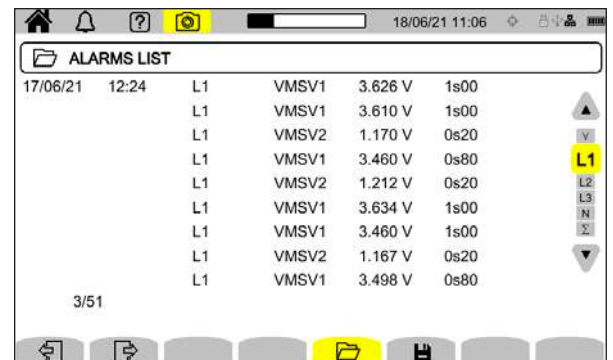 ? 18/06/21 11:06
ALARMS LIST
17/06/21 12:24 L1 VMSV1 3.626 V 1s00
L1 VMSV1 3.610 V 1s00
L1 VMSV2 1.170 V 0s20
L1 VMSV1 3.460 V 0s80
L1 VMSV2 1.212 V 0s20
L1 VMSV1 3.634 V 1s00
L1 VMSV1 3.460 V 1s00
L1 VMSV2 1.167 V 0s20
L1 VMSV1 3.498 V 0s80
3/51
L1
L2
L3
N
Σ